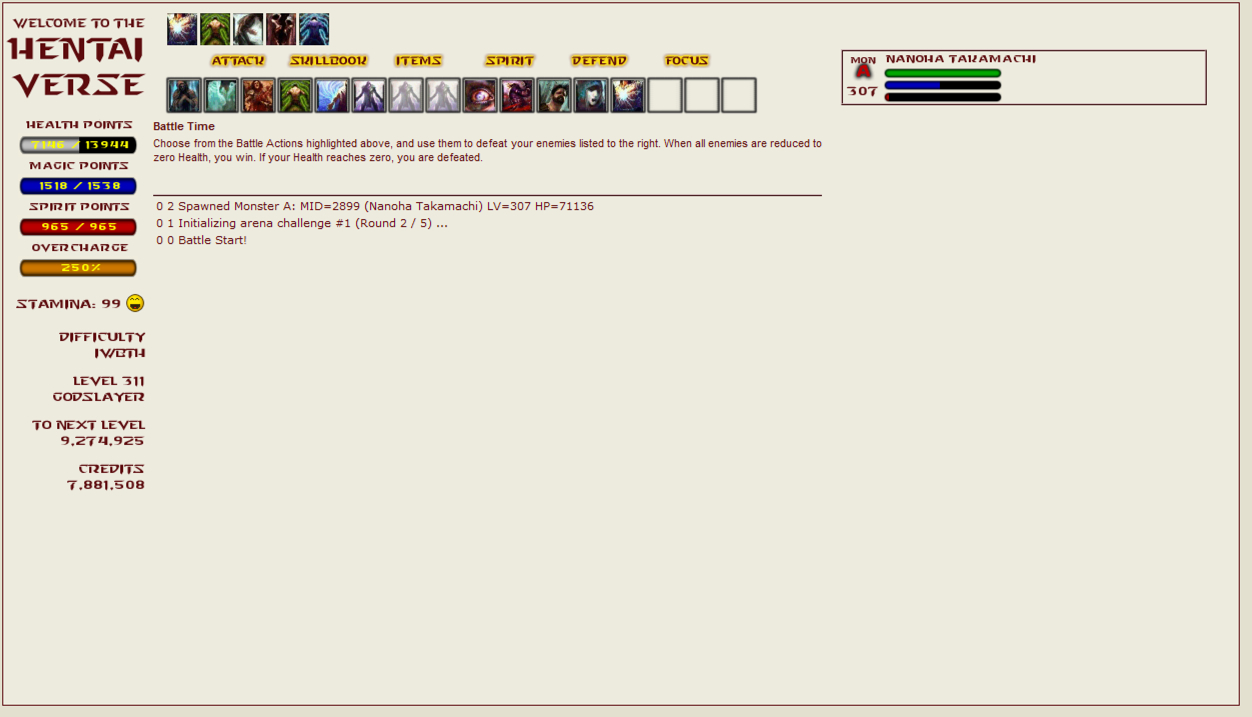 WELCOME TO THE
HENTAI
VERSE
HEALTH POINTS
7146 / 13944
MAGIC POINTS
1518 / 1538
SPIRIT POINTS
965 / 965
OVERCHARGE
250%
STAMINA: 99
DIFFICULTY
IWBTH
LEVEL 311
GODSLAYER
TO NEXT LEVEL
9,274,925
CREDITS
7,881,508
ATTACK SKILLBOOK ITEMS SPIRIT DEFEND FOCUS
Battle Time
Choose from the Battle Actions highlighted above, and use them to defeat your enemies listed to the right. When all enemies are reduced to
zero Health, you win. If your Health reaches zero, you are defeated.
0 2 Spawned Monster A: MID=2899 (Nanoha Takamachi) LV=307 HP=71136
0 1 Initializing arena challenge #1 (Round 2 / 5) ...
0 0 Battle Start!
MON
A
307
NANOHA TAKAMACHI